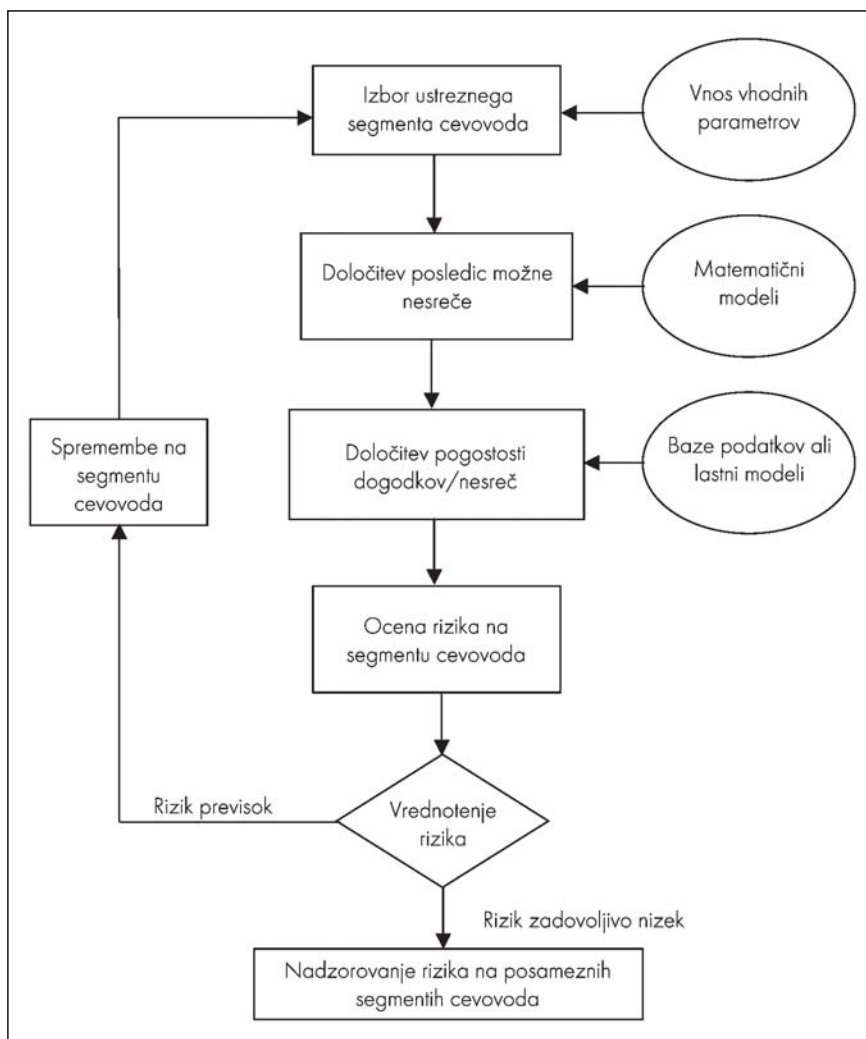 Izbor ustreznega
segmenta cevovoda
Vnos vhodnih
parametrov
Določitev posledic možne
nesreče
Matematični
modeli
Določitev pogostosti
dogodkov/nesreč
Baze podatkov ali
lastni modeli
Spremembe na
segmentu
cevovoda
Ocena rizika na
segmentu cevovoda
Rizik previsok
Vrednotenje
rizika
Rizik zadovoljivo nizek
Nadzorovanje rizika na posameznih
segmentih cevovoda